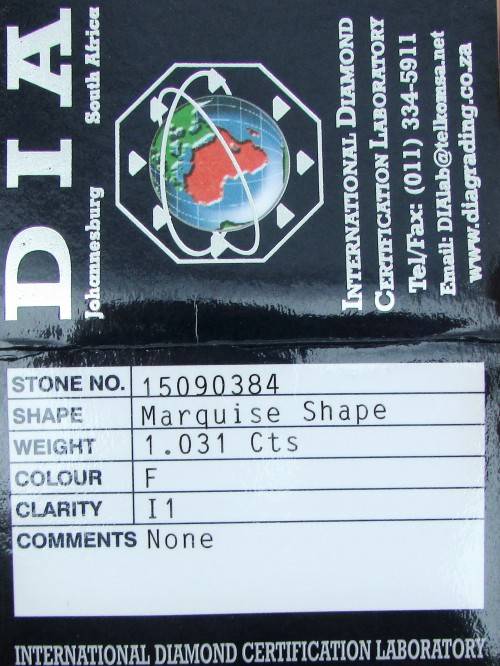 DIA
Johannesburg South Africa
INTERNATIONAL DIAMOND
CERTIFICATION LABORATORY
Tel/Fax: (011) 334-5911
Email: DIAlab@telkomsa.net
www.diagrading.co.za
STONE NO. 15090384
SHAPE Marquise Shape
WEIGHT 1.031 Cts
COLOUR F
CLARITY I1
COMMENTS None
INTERNATIONAL DIAMOND CERTIFICATION LABORATORY